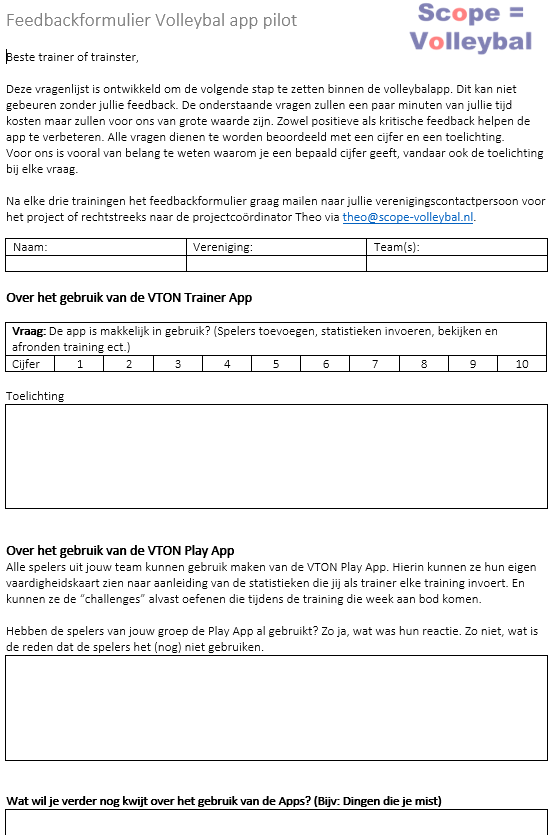 Feedbackformulier Volleybal app pilot
Scope =
Volleybal
Beste trainer of trainster,
Deze vragenlijst is ontwikkeld om de volgende stap te zetten binnen de volleybalapp. Dit kan niet
gebeuren zonder jullie feedback. De onderstaande vragen zullen een paar minuten van jullie tijd
kosten maar zullen voor ons van grote waarde zijn. Zowel positieve als kritische feedback helpen de
app te verbeteren. Alle vragen dienen te worden beoordeeld met een cijfer en een toelichting.
Voor ons is vooral van belang te weten waarom je een bepaald cijfer geeft, vandaar ook de toelichting
bij elke vraag.
Na elke drie trainingen het feedbackformulier graag mailen naar jullie verenigingscontactpersoon voor
het project of rechtstreeks naar de projectcoördinator Theo via theo@scope-volleybal.nl.
Naam: Vereniging: Team(s):
Over het gebruik van de VTON Trainer App
Vraag: De app is makkelijk in gebruik? (Spelers toevoegen, statistieken invoeren, bekijken en
afronden training ect.)
Cijfer 1 2 3 4 5 6 7 8 9 10
Toelichting
Over het gebruik van de VTON Play App
Alle spelers uit jouw team kunnen gebruik maken van de VTON Play App. Hierin kunnen ze hun eigen
vaardigheidskaart zien naar aanleiding van de statistieken die jij als trainer elke training invoert. En
kunnen ze de “challenges” alvast oefenen die tijdens de training die week aan bod komen.
Hebben de spelers van jouw groep de Play App al gebruikt? Zo ja, wat was hun reactie. Zo niet, wat is
de reden dat de spelers het (nog) niet gebruiken.
Wat wil je verder nog kwijt over het gebruik van de Apps? (Bijv: Dingen die je mist)